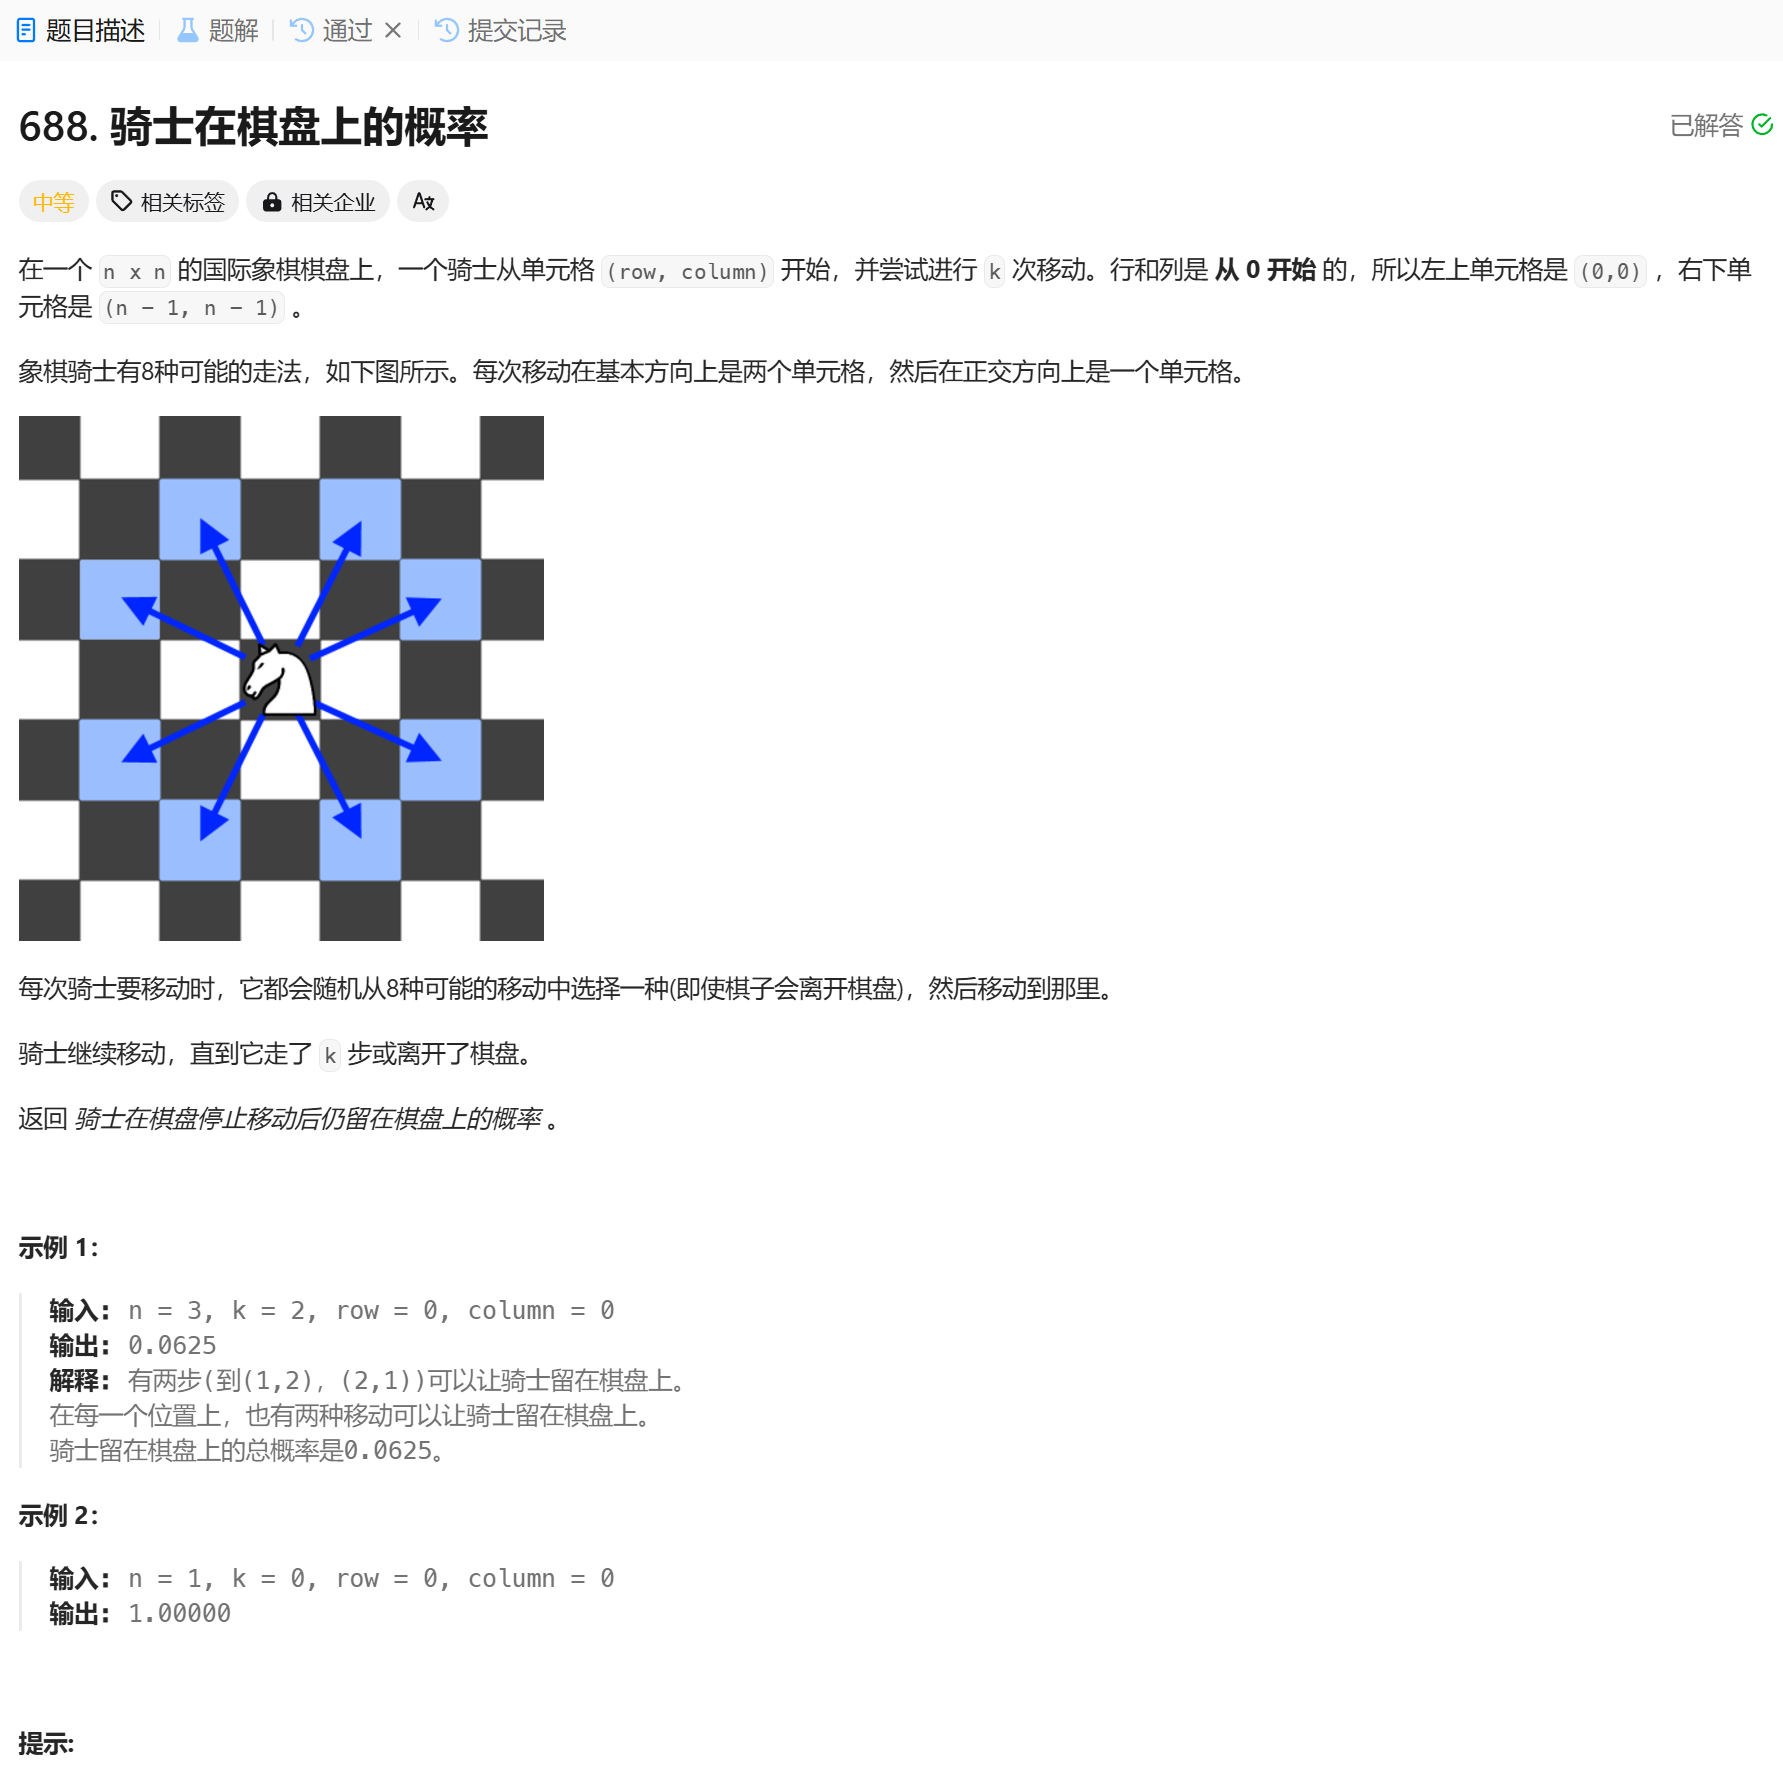 题目描述 题解 通过 提交记录
688. 骑士在棋盘上的概率 已解答
中等 相关标签 相关企业
在一个 n x n 的国际象棋棋盘上，一个骑士从单元格 (row, column) 开始，并尝试进行 k 次移动。行和列是 从 0 开始 的，所以左上单元格是 (0,0) ，右下单
元格是 (n - 1, n - 1) 。
象棋骑士有8种可能的走法，如下图所示。每次移动在基本方向上是两个单元格，然后在正交方向上是一个单元格。
每次骑士要移动时，它都会随机从8种可能的移动中选择一种(即使棋子会离开棋盘)，然后移动到那里。
骑士继续移动，直到它走了 k 步或离开了棋盘。
返回 骑士在棋盘停止移动后仍留在棋盘上的概率 。
示例 1：
输入: n = 3, k = 2, row = 0, column = 0
输出: 0.0625
解释: 有两步(到(1,2)，(2,1))可以让骑士留在棋盘上。
在每一个位置上，也有两种移动可以让骑士留在棋盘上。
骑士留在棋盘上的总概率是0.0625。
示例 2：
输入: n = 1, k = 0, row = 0, column = 0
输出: 1.00000
提示: